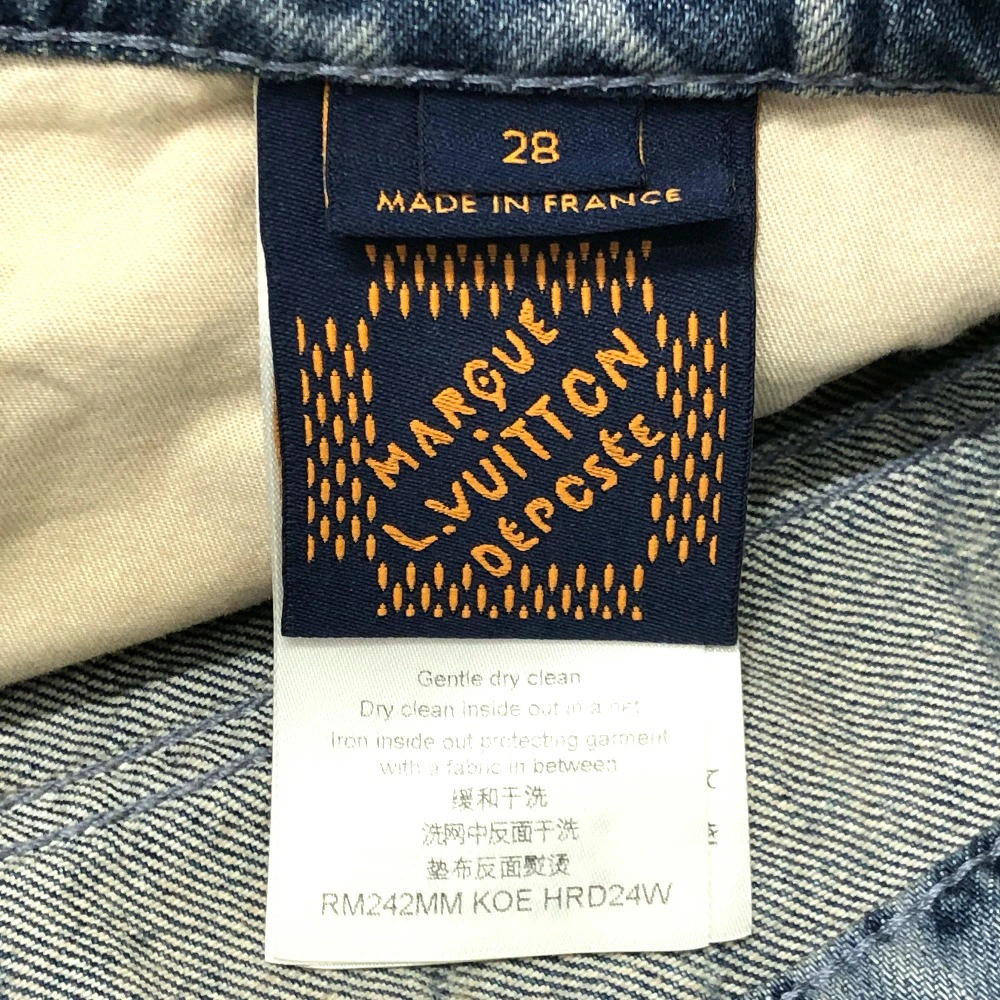 28
MADE IN FRANCE
MARQUE
L.VUITTON
DÉPOSÉE
Gentle dry clean
Dry clean inside out in a net
Iron inside out protecting garment
with a fabric in between
缓和干洗
洗网中反面干洗
垫布反面熨烫
RM242MM KOE HRD24W